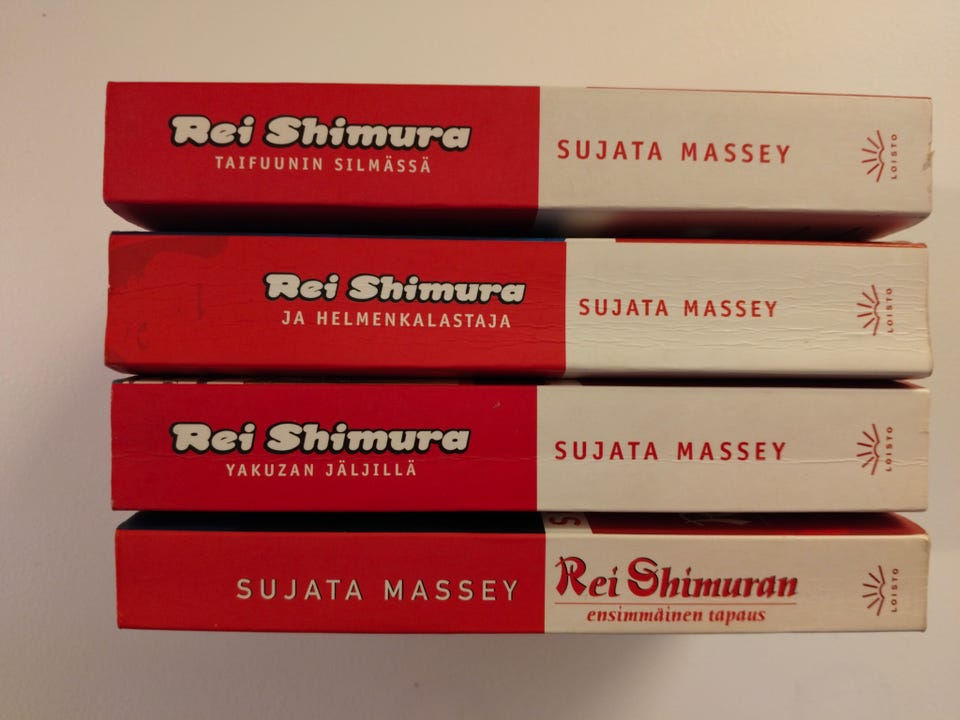 Rei Shimura
TAIFUUNIN SILMÄSSÄ
SUJATA MASSEY
LOISTO
Rei Shimura
JA HELMENKALASTAJA
SUJATA MASSEY
LOISTO
Rei Shimura
YAKUZAN JÄLJILLÄ
SUJATA MASSEY
LOISTO
S
SUJATA MASSEY
Rei Shimuran
ensimmäinen tapaus
LOISTO